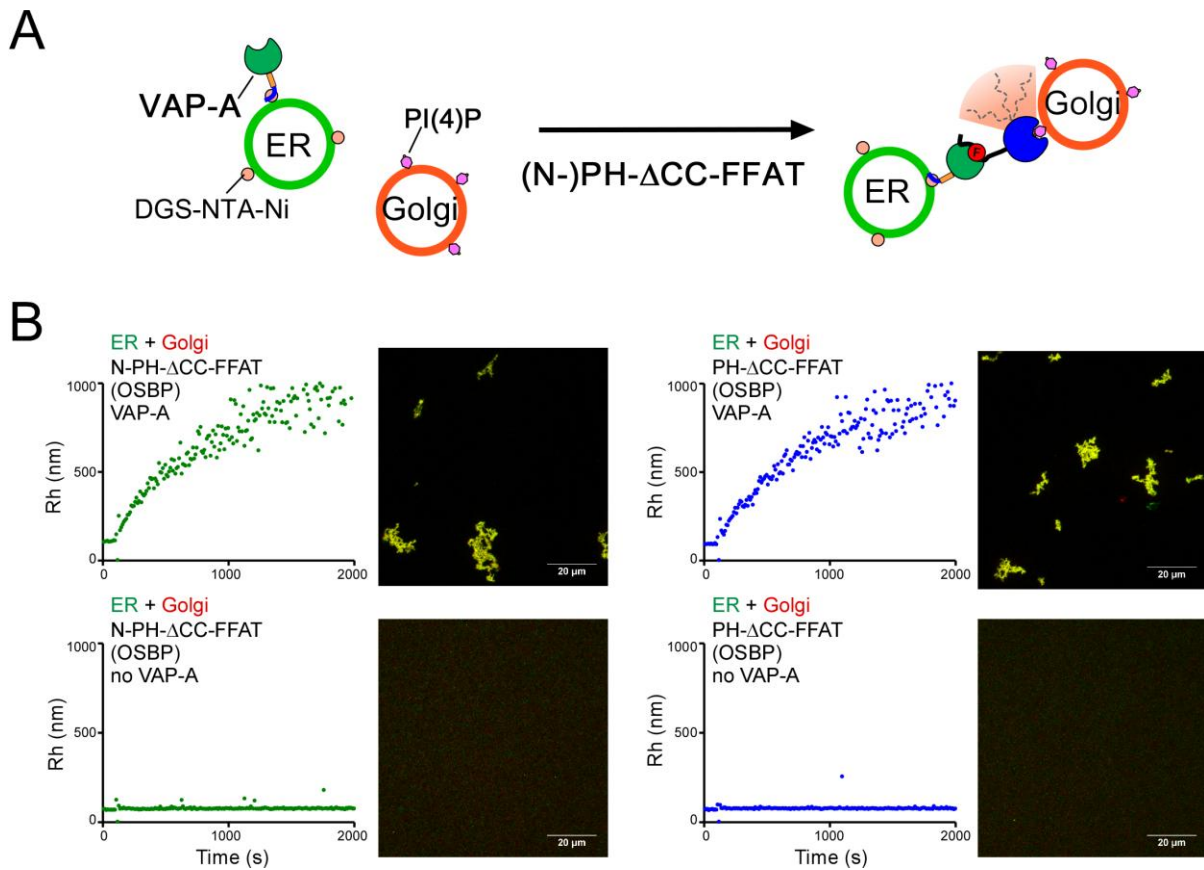 A
VAP-A
ER
DGS-NTA-Ni
PI(4)P
Golgi
(N-)PH-ΔCC-FFAT
ER
F
Golgi
B
ER + Golgi
N-PH-ΔCC-FFAT
(OSBP)
VAP-A
1000
500
0
Rh (nm)
0 1000 2000
20 μm
ER + Golgi
PH-ΔCC-FFAT
(OSBP)
VAP-A
1000
500
0
Rh (nm)
0 1000 2000
20 μm
ER + Golgi
N-PH-ΔCC-FFAT
(OSBP)
no VAP-A
1000
500
0
Rh (nm)
0 1000 2000
Time (s)
20 μm
ER + Golgi
PH-ΔCC-FFAT
(OSBP)
no VAP-A
1000
500
0
Rh (nm)
0 1000 2000
Time (s)
20 μm